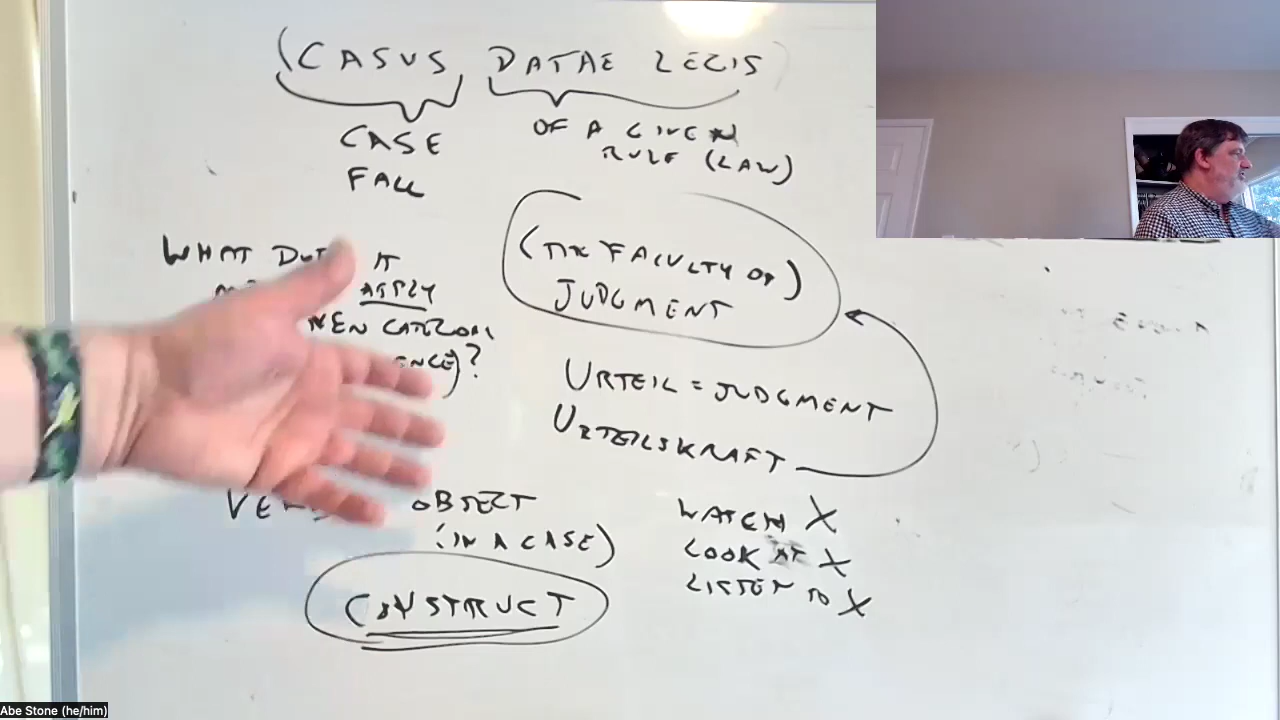 (CASUS DATAE LEGIS)
CASE
FALL
OF A GIVEN
RULE (LAW)
WHAT DOES IT
APPLY
CATEGORI
?
(THE FACULTY OF)
JUDGMENT
URTEIL = JUDGMENT
URTEILSKRAFT
OBJECT
(IN A CASE)
CONSTRUCT
WATCH X
LOOK AT X
LISTEN TO X
Abe Stone (he/him)